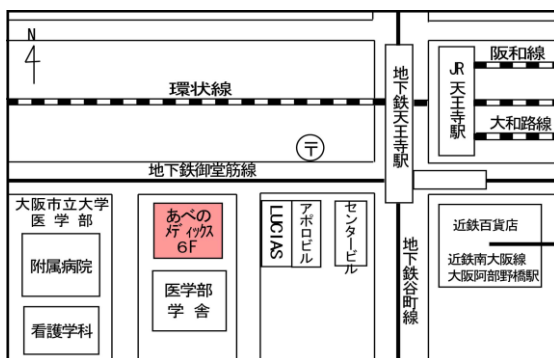 N
環状線
〒
地下鉄御堂筋線
地下鉄天王寺駅
JR天王寺駅
阪和線
大和路線
大阪市立大学
医学部
附属病院
看護学科
あべの
メディックス
6F
医学部
学舎
LUCIAS
アポロビル
センタービル
地下鉄谷町線
近鉄百貨店
近鉄南大阪線
大阪阿部野橋駅